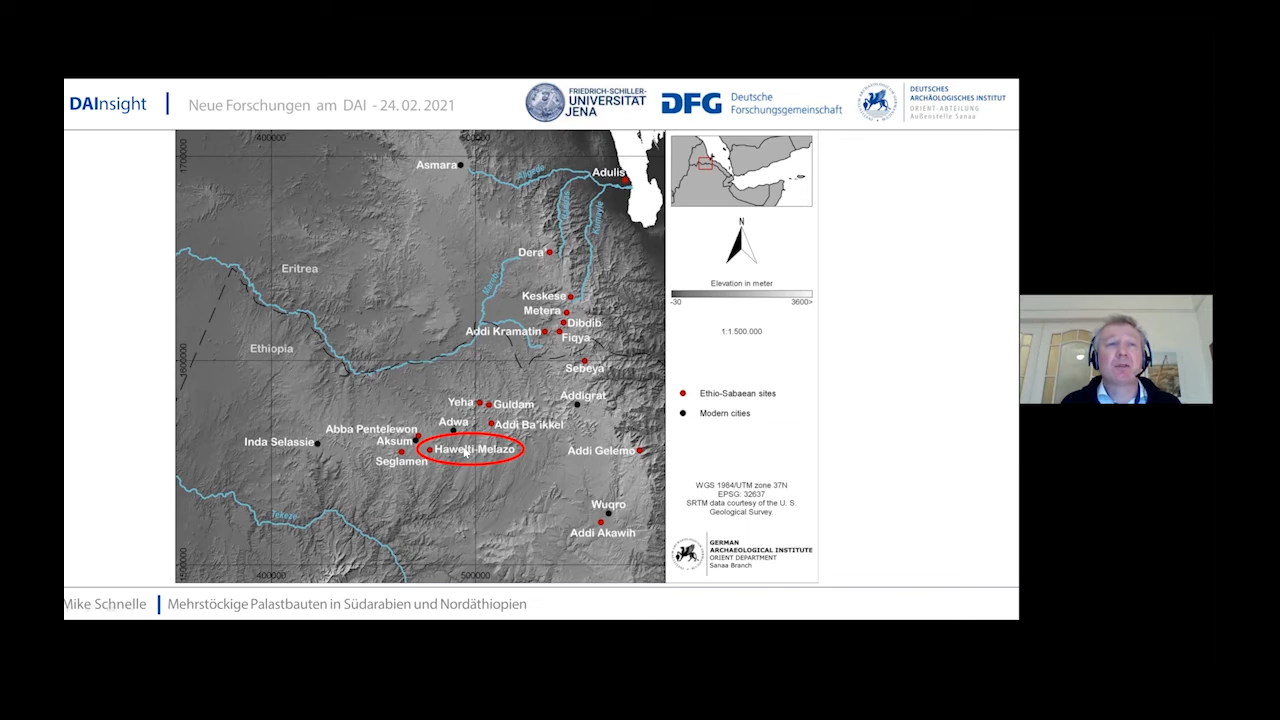 DAInsight
Neue Forschungen am DAI - 24.02.2021
FRIEDRICH-SCHILLER-
UNIVERSITÄT
JENA
DFG
Deutsche
Forschungsgemeinschaft
DEUTSCHES
ARCHÄOLOGISCHES INSTITUT
ORIENT-ABTEILUNG
Außenstelle Sanaa
400000
500000
1700000
Asmara
Aligede
Adulis
Kumayle
Dera'
Mareb
Eritrea
Keskese
Metera
Dibdib
Addi Kramatin
Fiqya
Ethiopia
1600000
Sebeya
Yeha
Guldam
Addigrat
Adwa
Addi Ba'ikkel
Abba Pentelewon
Inda Selassie
Aksum
Hawelti-Melazo
Addi Gelemo
Seglamen
Wuqro
Tekeze
Addi Akawih
1500000
400000
500000
N
Elevation in meter
-30
3600>
1:1.500.000
Ethio-Sabaean sites
Modern cities
WGS 1984/UTM zone 37N
EPSG: 32637
SRTM data courtesy of the U. S.
Geological Survey.
GERMAN
ARCHAEOLOGICAL INSTITUTE
ORIENT DEPARTMENT
Sanaa Branch
Mike Schnelle
Mehrstöckige Palastbauten in Südarabien und Nordäthiopien